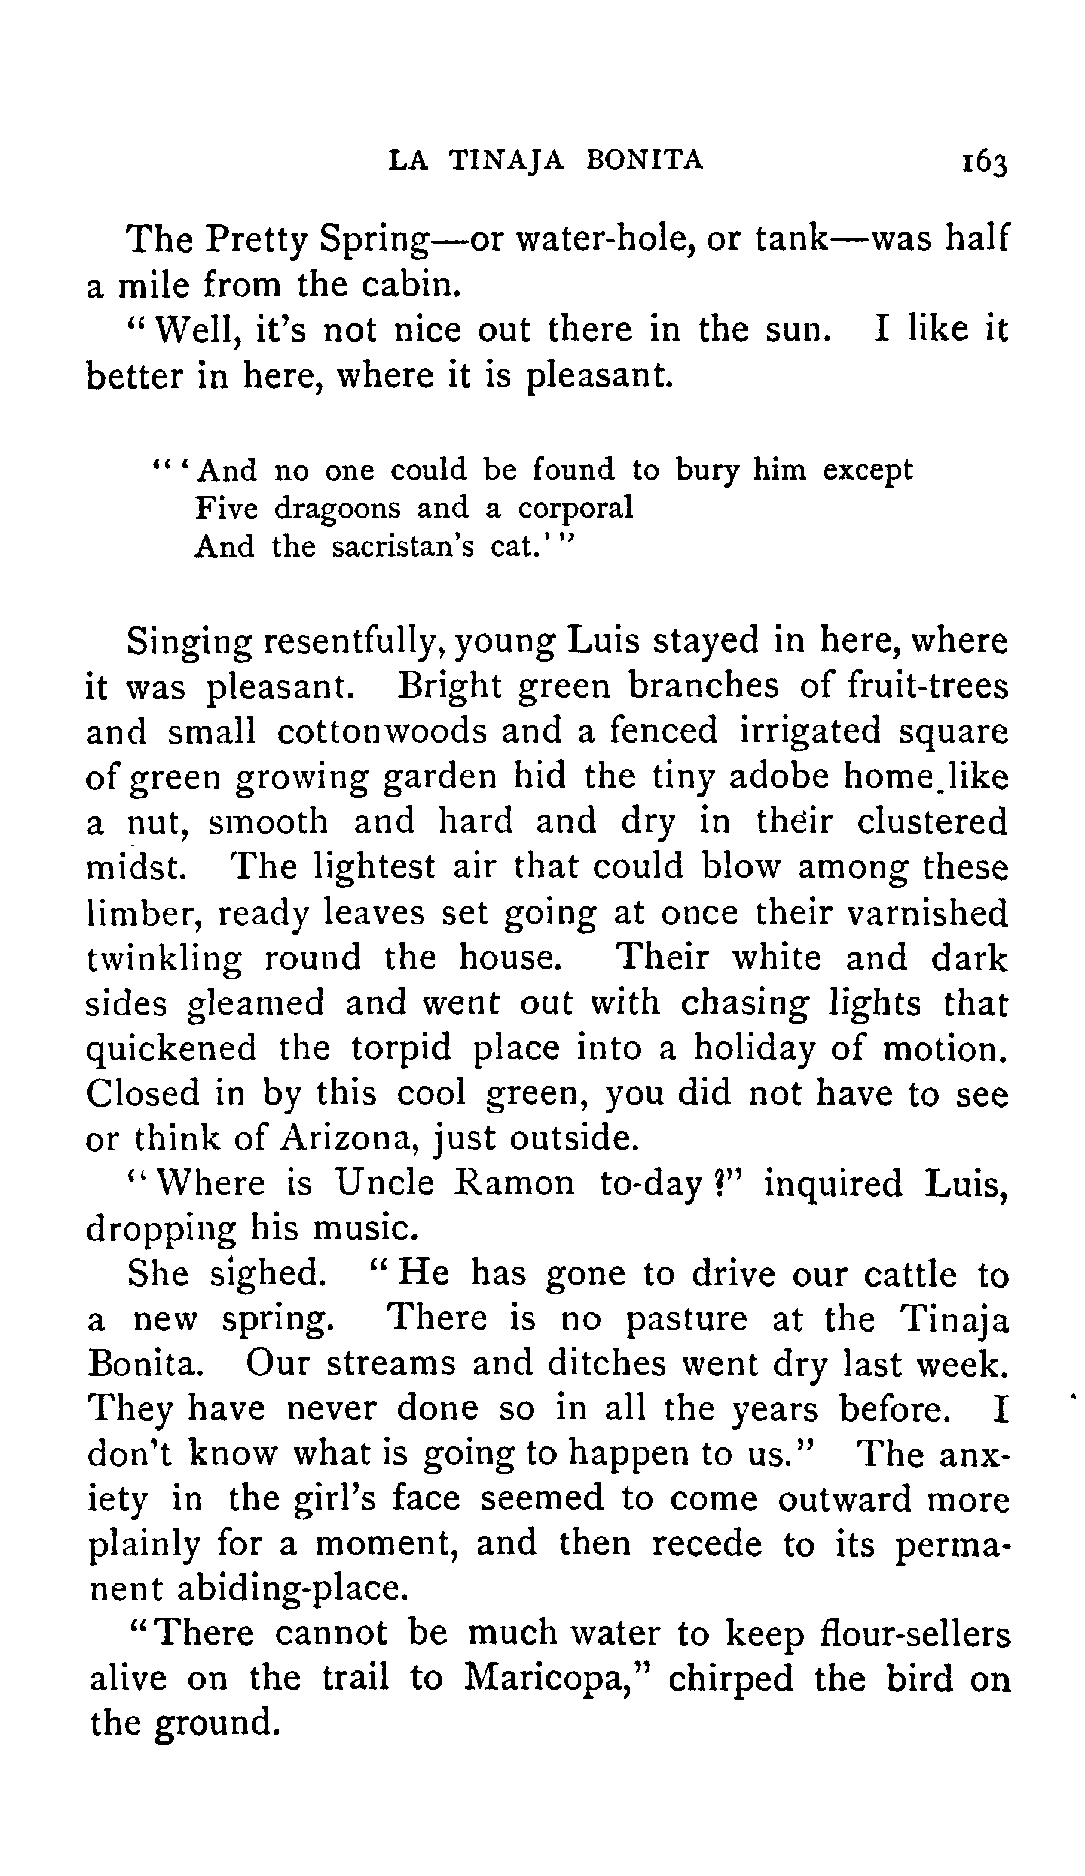 LA TINAJA BONITA 163
The Pretty Spring—or water-hole, or tank—was half
a mile from the cabin.
“Well, it’s not nice out there in the sun. I like it
better in here, where it is pleasant.
“‘And no one could be found to bury him except
Five dragoons and a corporal
And the sacristan’s cat.’”
Singing resentfully, young Luis stayed in here, where
it was pleasant. Bright green branches of fruit-trees
and small cottonwoods and a fenced irrigated square
of green growing garden hid the tiny adobe home like
a nut, smooth and hard and dry in their clustered
midst. The lightest air that could blow among these
limber, ready leaves set going at once their varnished
twinkling round the house. Their white and dark
sides gleamed and went out with chasing lights that
quickened the torpid place into a holiday of motion.
Closed in by this cool green, you did not have to see
or think of Arizona, just outside.
“Where is Uncle Ramon to-day?” inquired Luis,
dropping his music.
She sighed. “He has gone to drive our cattle to
a new spring. There is no pasture at the Tinaja
Bonita. Our streams and ditches went dry last week.
They have never done so in all the years before. I
don’t know what is going to happen to us.” The anx-
iety in the girl’s face seemed to come outward more
plainly for a moment, and then recede to its perma-
nent abiding-place.
“There cannot be much water to keep flour-sellers
alive on the trail to Maricopa,” chirped the bird on
the ground.